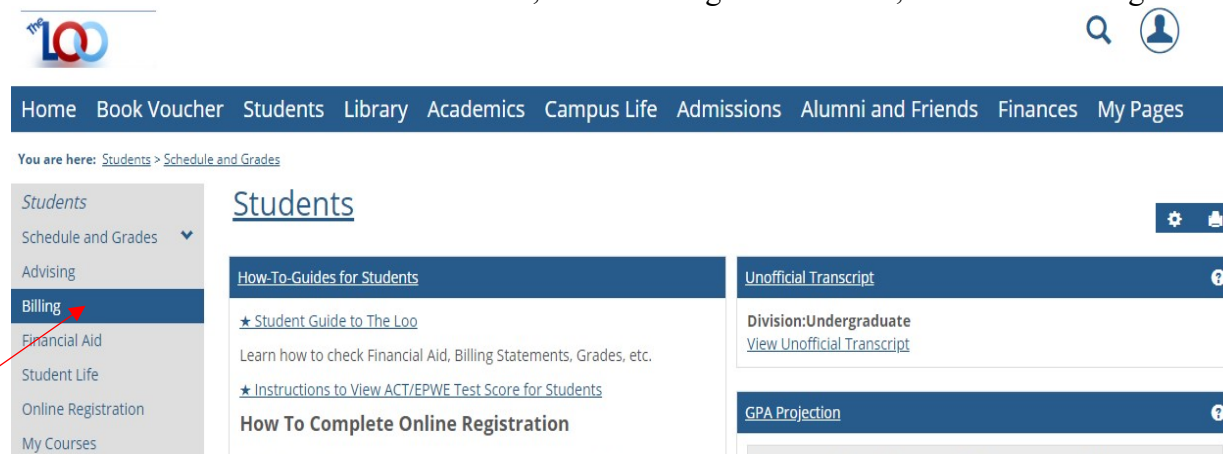 The LOO
Home Book Voucher Students Library Academics Campus Life Admissions Alumni and Friends Finances My Pages
You are here: Students > Schedule and Grades
Students
Schedule and Grades
Advising
Billing
Financial Aid
Student Life
Online Registration
My Courses
Students
How-To-Guides for Students
★ Student Guide to The Loo
Learn how to check Financial Aid, Billing Statements, Grades, etc.
★ Instructions to View ACT/EPWE Test Score for Students
How To Complete Online Registration
Unofficial Transcript
Division:Undergraduate
View Unofficial Transcript
GPA Projection